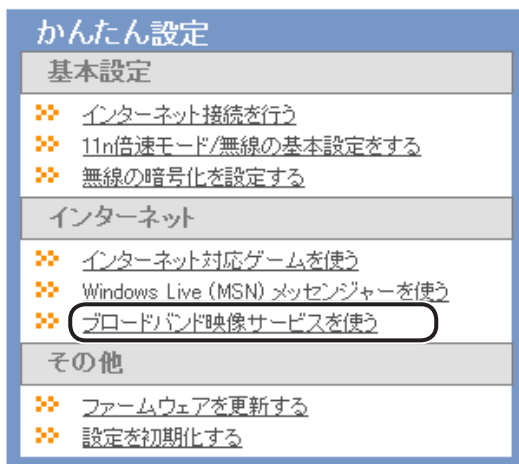 かんたん設定
基本設定
インターネット接続を行う
11n倍速モード/無線の基本設定をする
無線の暗号化を設定する
インターネット
インターネット対応ゲームを使う
Windows Live (MSN) メッセンジャーを使う
ブロードバンド映像サービスを使う
その他
ファームウェアを更新する
設定を初期化する